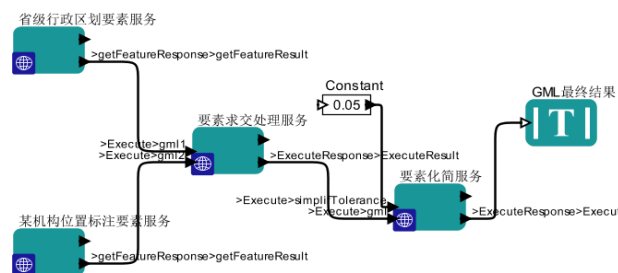 省级行政区划要素服务
>getFeatureResponse>getFeatureResult
Constant
0.05
GML最终结果
T
要素求交处理服务
>Execute>gml1
>Execute>gml2
>ExecuteResponse>ExecuteResult
要素化简服务
>Execute>simplifTolerance
>Execute>gml
>ExecuteResponse>Execut
某机构位置标注要素服务
>getFeatureResponse>getFeatureResult